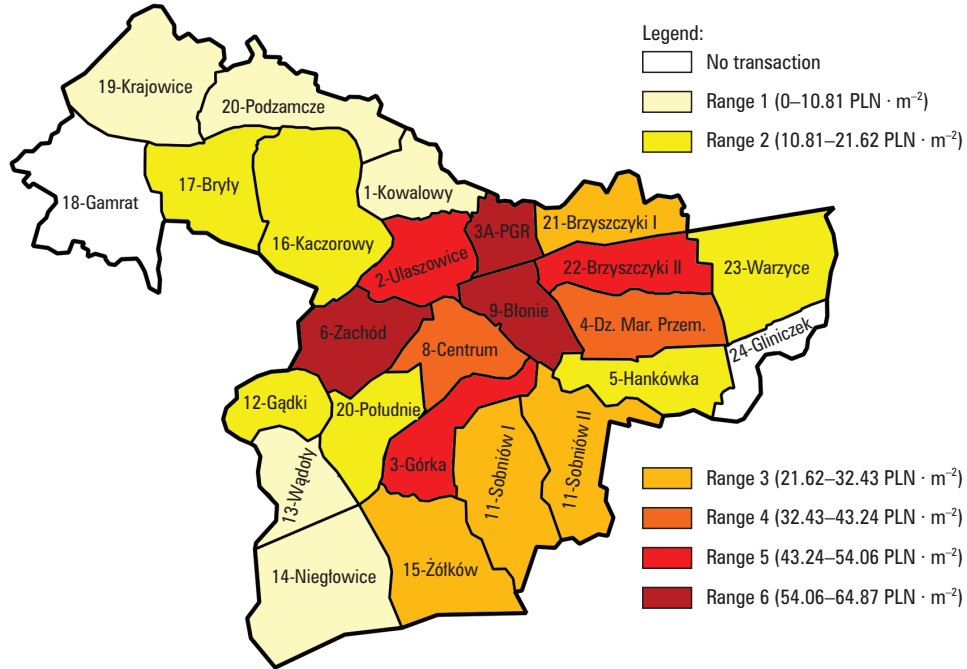 Legend:
No transaction
Range 1 (0–10.81 PLN · m⁻²)
Range 2 (10.81–21.62 PLN · m⁻²)
19-Krajowice
20-Podzamcze
17-Bryły
1-Kowalowy
18-Gamrat
16-Kaczorowy
3A-PGR
21-Brzyszczyki I
2-Ulaszowice
22-Brzyszczyki II
23-Warzyce
9-Błonie
6-Zachód
4-Dz. Mar. Przem.
24-Gliniczek
8-Centrum
5-Hankówka
12-Gądki
20-Południe
3-Górka
11-Sobniów I
11-Sobniów II
13-Wądoły
14-Niegłowice
15-Żółków
Range 3 (21.62–32.43 PLN · m⁻²)
Range 4 (32.43–43.24 PLN · m⁻²)
Range 5 (43.24–54.06 PLN · m⁻²)
Range 6 (54.06–64.87 PLN · m⁻²)